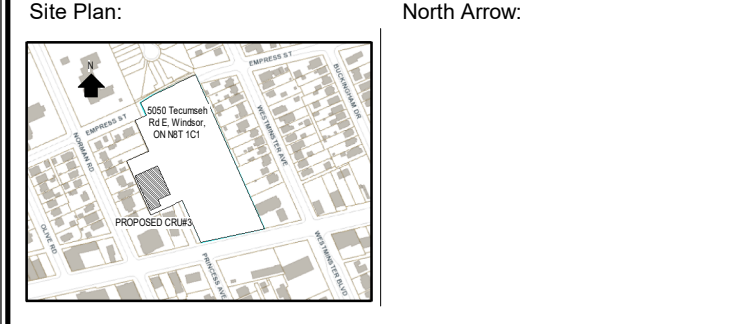 Site Plan:
North Arrow:
N
EMPRESS ST
BUCKINGHAM DR
5050 Tecumseh
Rd E, Windsor,
ON N8T 1C1
EMPRESS ST
WESTMINSTER AVE
NORMAN RD
PROPOSED CRU#3
OLIVE RD
PRINCESS AVE
WESTMINSTER BLVD